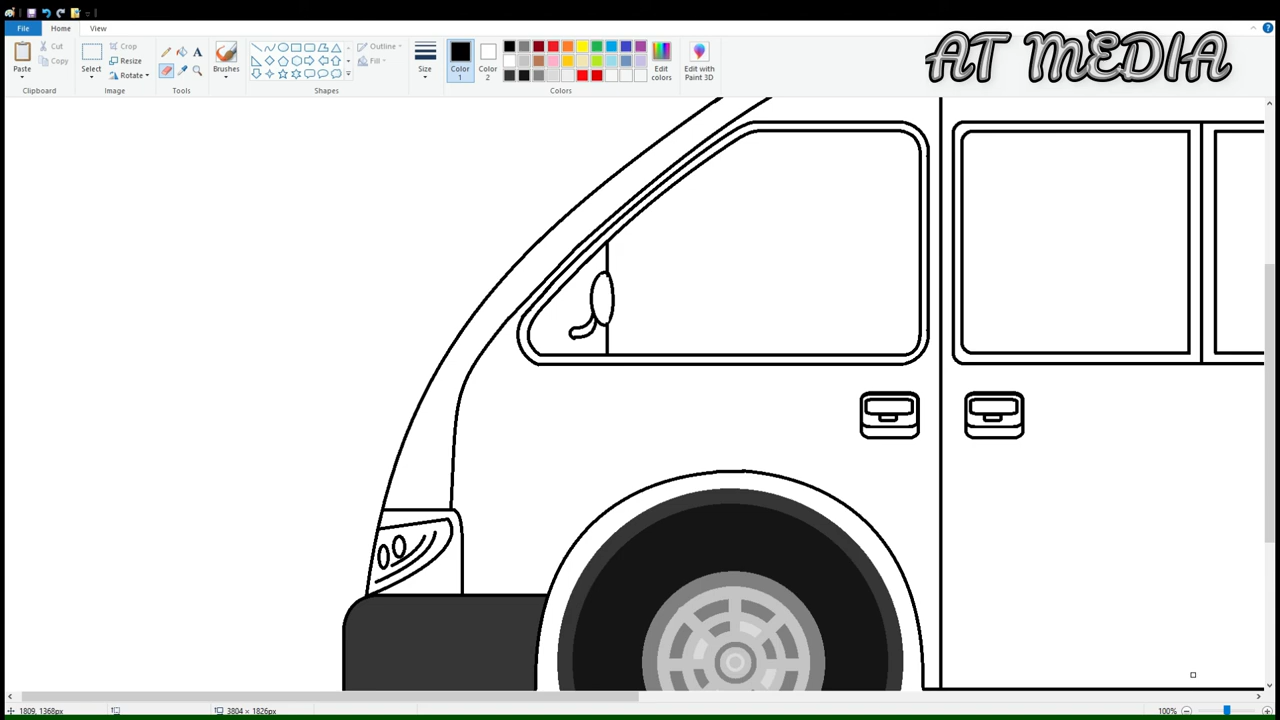 File
Home
View
Paste
Cut
Copy
Clipboard
Select
Crop
Resize
Rotate
Image
A
Tools
Brushes
Outline
Fill
Shapes
Size
Color
1
Color
2
Edit
colors
Colors
Edit with
Paint 3D
AT MEDIA
1809, 1368px
3804 × 1826px
100%